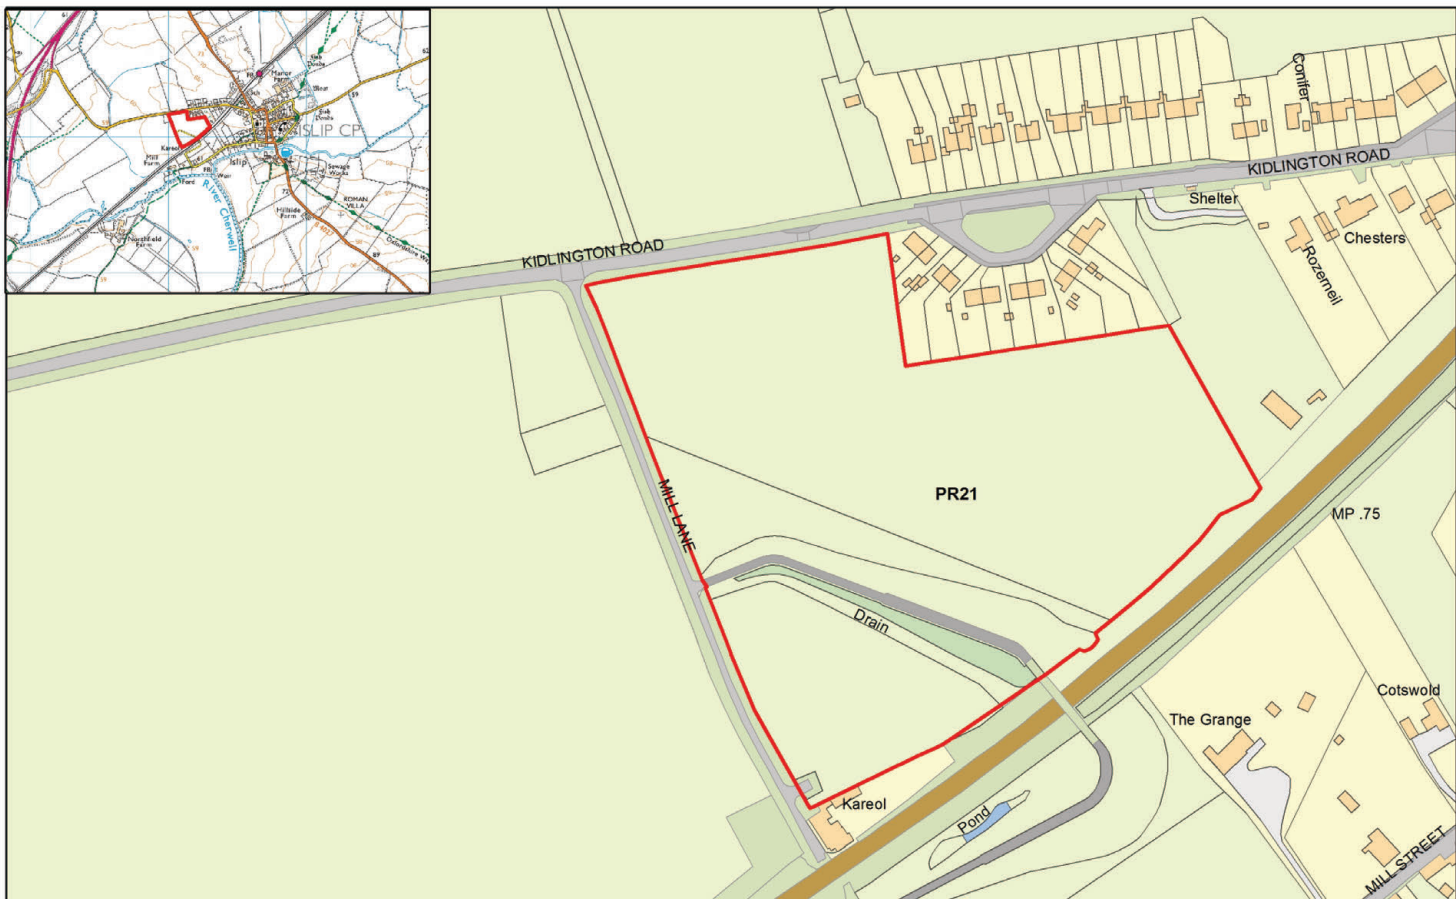 Manor
Farm
ISLIP CP
Kareol
Mill
Farm
Islip
FB
Weir
Ford
River Cherwell
Sewage
Works
ROMAN
VILLA
Hillside
Farm
Northfield
Farm
KIDLINGTON ROAD
KIDLINGTON ROAD
Conifer
Shelter
Chesters
Rozerneil
MILL LANE
PR21
MP .75
Drain
Cotswold
The Grange
Kareol
Pond
MILL STREET